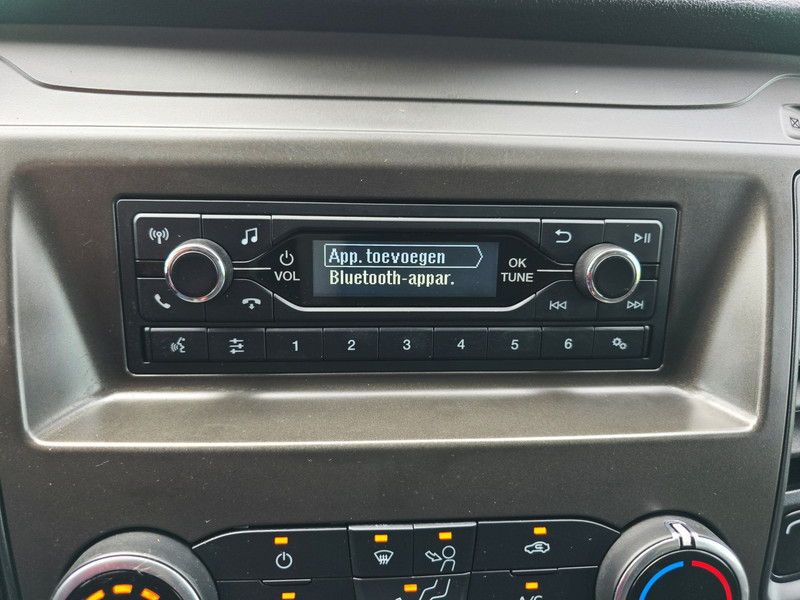 App. toevoegen
Bluetooth-appar.
VOL
OK
TUNE
1 2 3 4 5 6
A/C